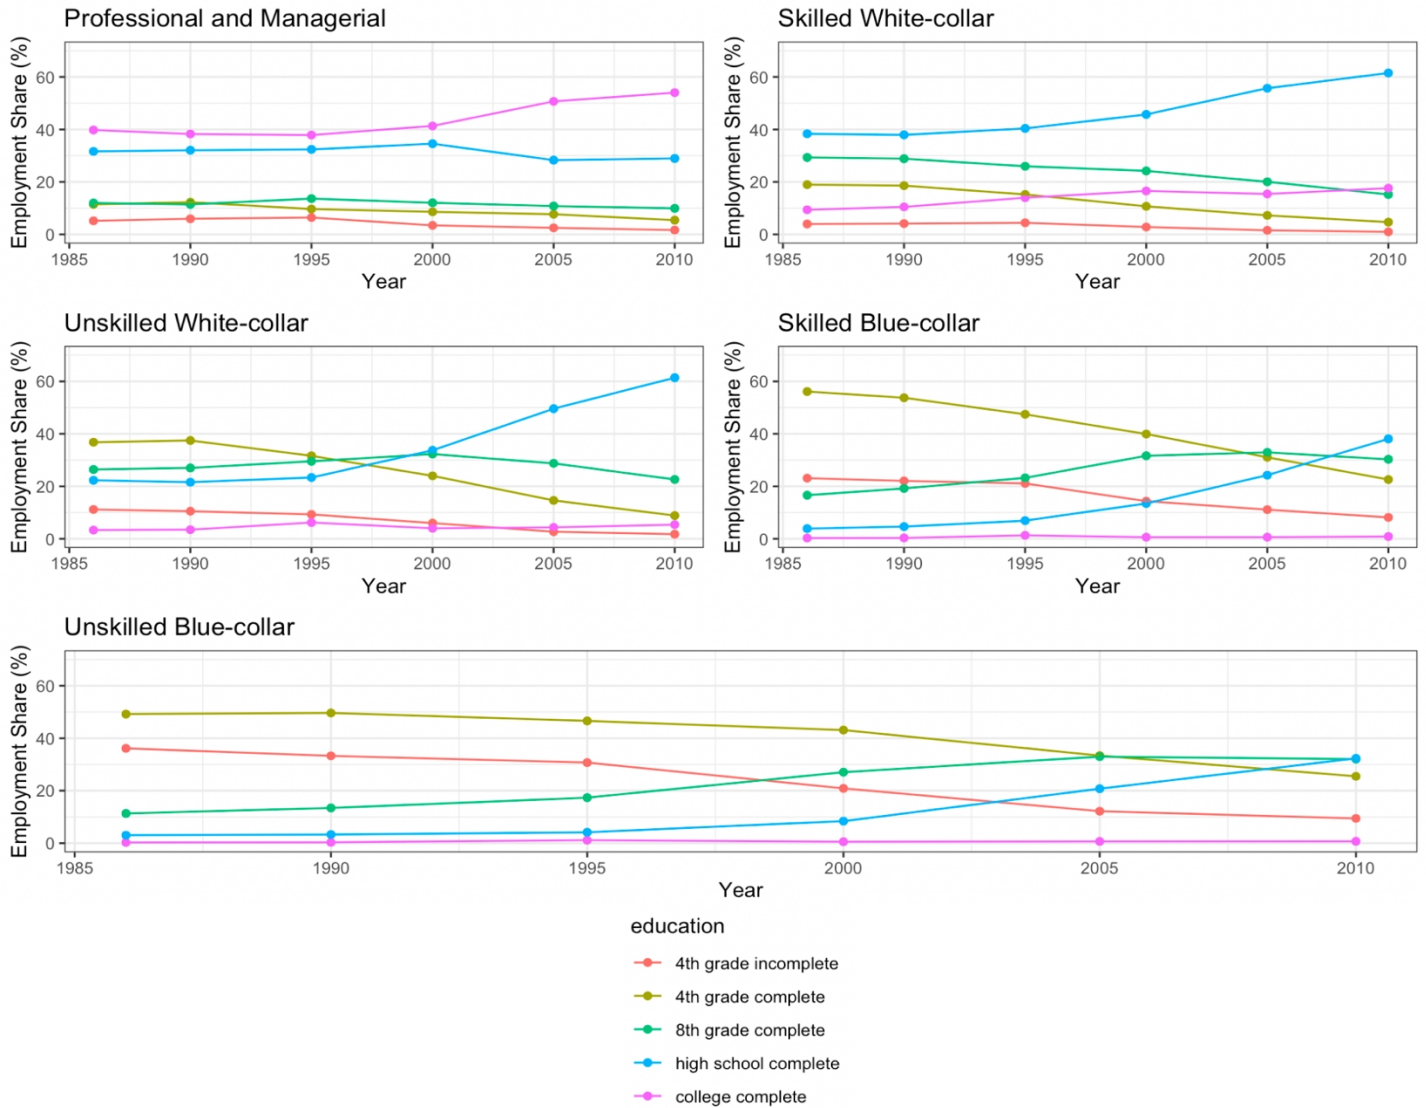 Professional and Managerial
Employment Share (%)
60
40
20
0
1985 1990 1995 2000 2005 2010
Year
Skilled White-collar
Employment Share (%)
60
40
20
0
1985 1990 1995 2000 2005 2010
Year
Unskilled White-collar
Employment Share (%)
60
40
20
0
1985 1990 1995 2000 2005 2010
Year
Skilled Blue-collar
Employment Share (%)
60
40
20
0
1985 1990 1995 2000 2005 2010
Year
Unskilled Blue-collar
Employment Share (%)
60
40
20
0
1985 1990 1995 2000 2005 2010
Year
education
4th grade incomplete
4th grade complete
8th grade complete
high school complete
college complete